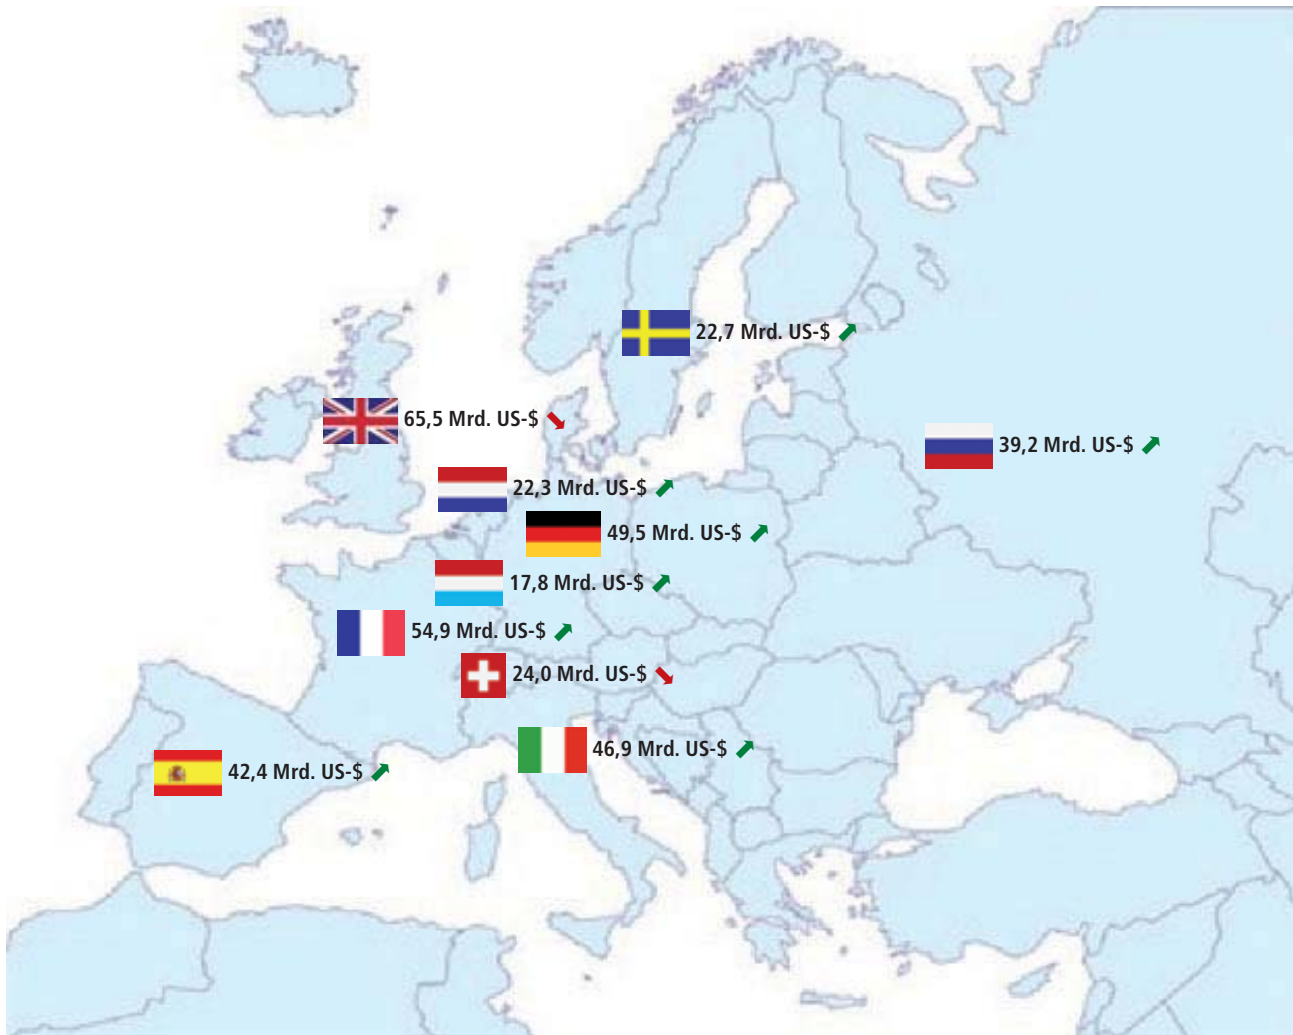 22,7 Mrd. US-$
65,5 Mrd. US-$
39,2 Mrd. US-$
22,3 Mrd. US-$
49,5 Mrd. US-$
17,8 Mrd. US-$
54,9 Mrd. US-$
24,0 Mrd. US-$
46,9 Mrd. US-$
42,4 Mrd. US-$